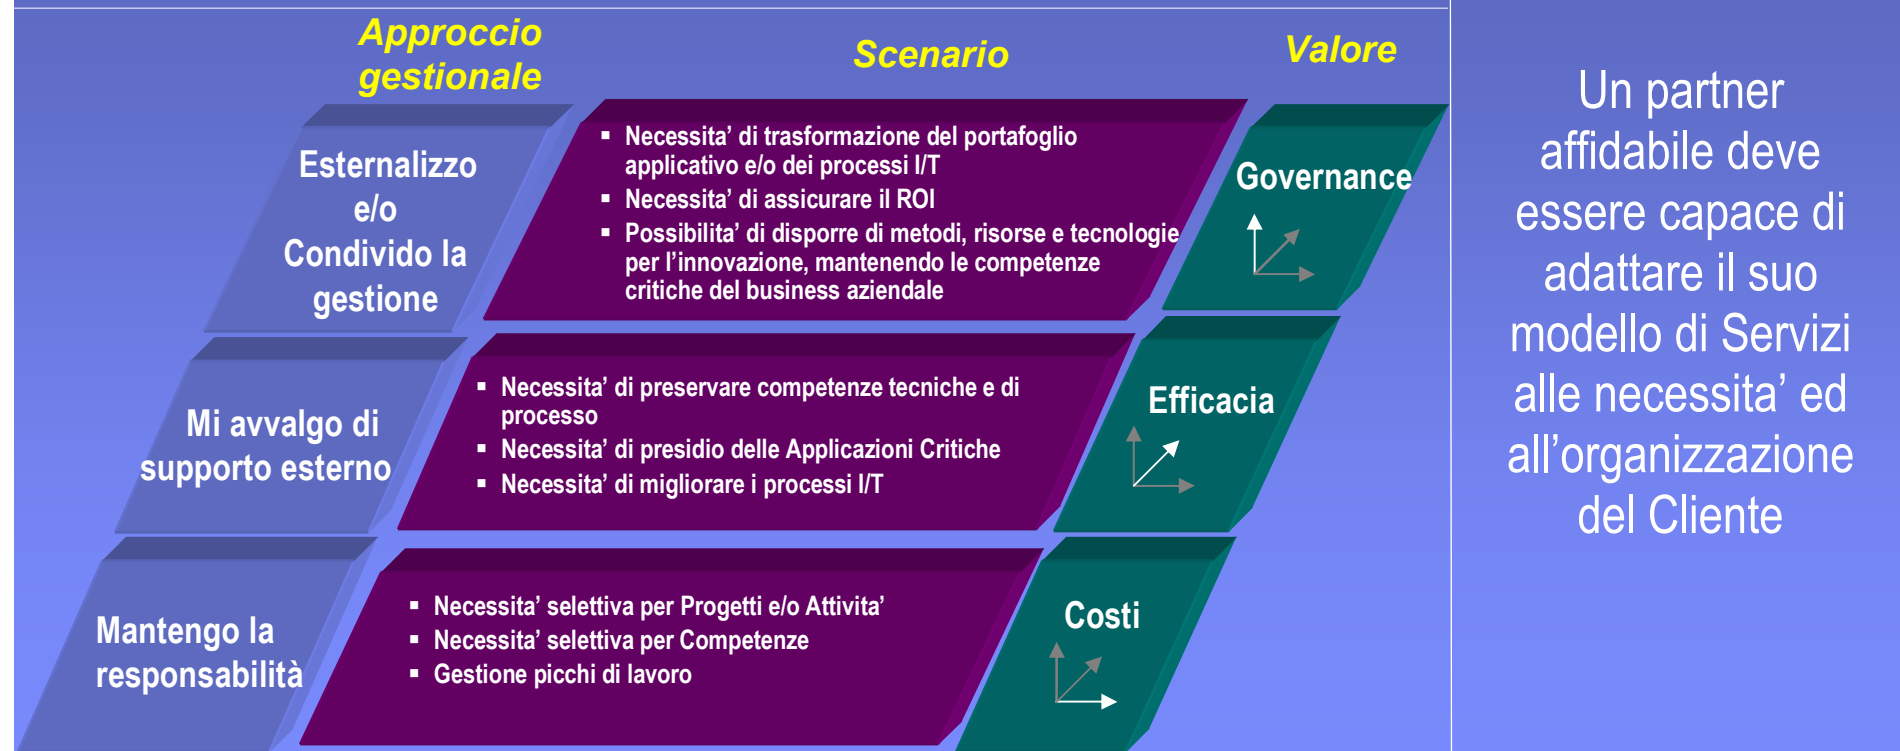 Approccio
gestionale
Scenario
Valore
Esternalizzo
e/o
Condivido la
gestione
▪ Necessita’ di trasformazione del portafoglio
applicativo e/o dei processi I/T
▪ Necessita’ di assicurare il ROI
▪ Possibilita’ di disporre di metodi, risorse e tecnologie
per l’innovazione, mantenendo le competenze
critiche del business aziendale
Governance
Mi avvalgo di
supporto esterno
▪ Necessita’ di preservare competenze tecniche e di
processo
▪ Necessita’ di presidio delle Applicazioni Critiche
▪ Necessita’ di migliorare i processi I/T
Efficacia
Mantengo la
responsabilità
▪ Necessita’ selettiva per Progetti e/o Attivita’
▪ Necessita’ selettiva per Competenze
▪ Gestione picchi di lavoro
Costi
Un partner
affidabile deve
essere capace di
adattare il suo
modello di Servizi
alle necessita’ ed
all’organizzazione
del Cliente